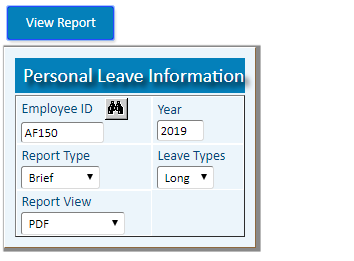 View Report
Personal Leave Information
Employee ID
Year
AF150
2019
Report Type
Leave Types
Brief
Long
Report View
PDF